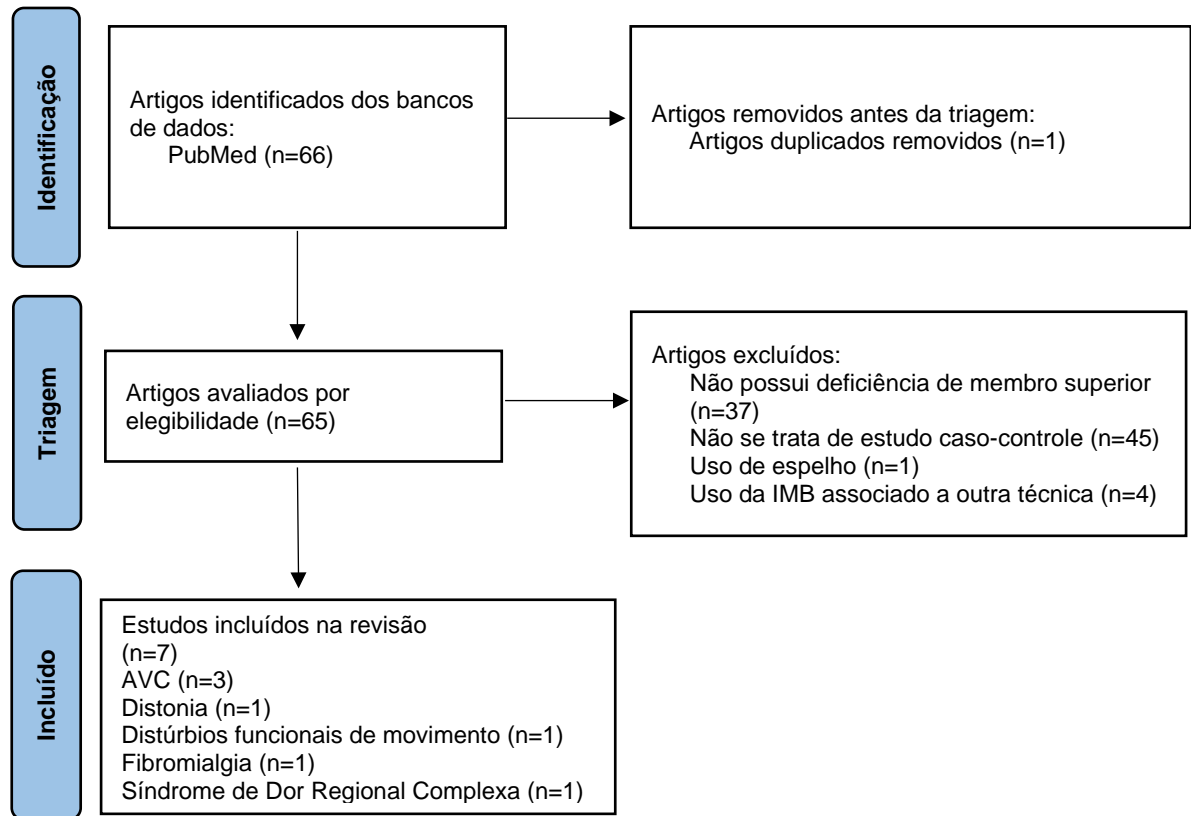 Identificação
Artigos identificados dos bancos
de dados:
PubMed (n=66)
Artigos removidos antes da triagem:
Artigos duplicados removidos (n=1)
Triagem
Artigos avaliados por
elegibilidade (n=65)
Artigos excluídos:
Não possui deficiência de membro superior
(n=37)
Não se trata de estudo caso-controle (n=45)
Uso de espelho (n=1)
Uso da IMB associado a outra técnica (n=4)
Incluído
Estudos incluídos na revisão
(n=7)
AVC (n=3)
Distonia (n=1)
Distúrbios funcionais de movimento (n=1)
Fibromialgia (n=1)
Síndrome de Dor Regional Complexa (n=1)